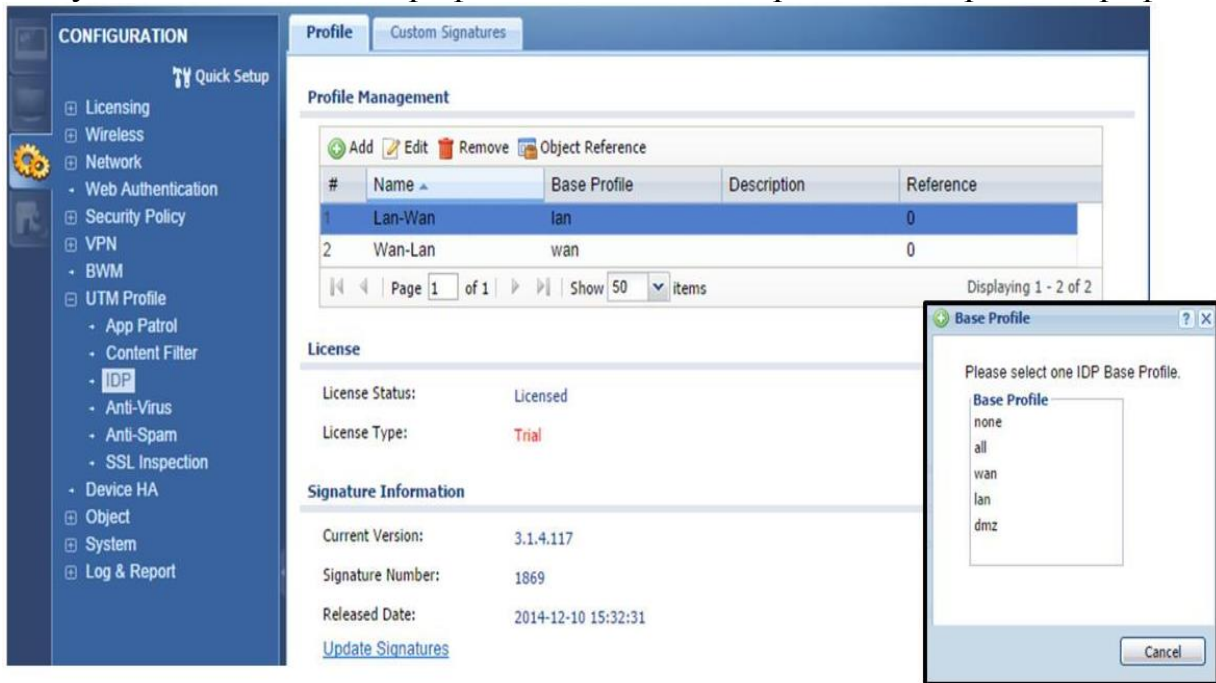 CONFIGURATION
Quick Setup
Licensing
Wireless
Network
Web Authentication
Security Policy
VPN
BWM
UTM Profile
App Patrol
Content Filter
IDP
Anti-Virus
Anti-Spam
SSL Inspection
Device HA
Object
System
Log & Report
Profile Custom Signatures
Profile Management
Add Edit Remove Object Reference
# Name Base Profile Description Reference
1 Lan-Wan lan 0
2 Wan-Lan wan 0
Page 1 of 1 Show 50 items Displaying 1 - 2 of 2
License
License Status: Licensed
License Type: Trial
Signature Information
Current Version: 3.1.4.117
Signature Number: 1869
Released Date: 2014-12-10 15:32:31
Update Signatures
Base Profile ? X
Please select one IDP Base Profile.
Base Profile
none
all
wan
lan
dmz
Cancel